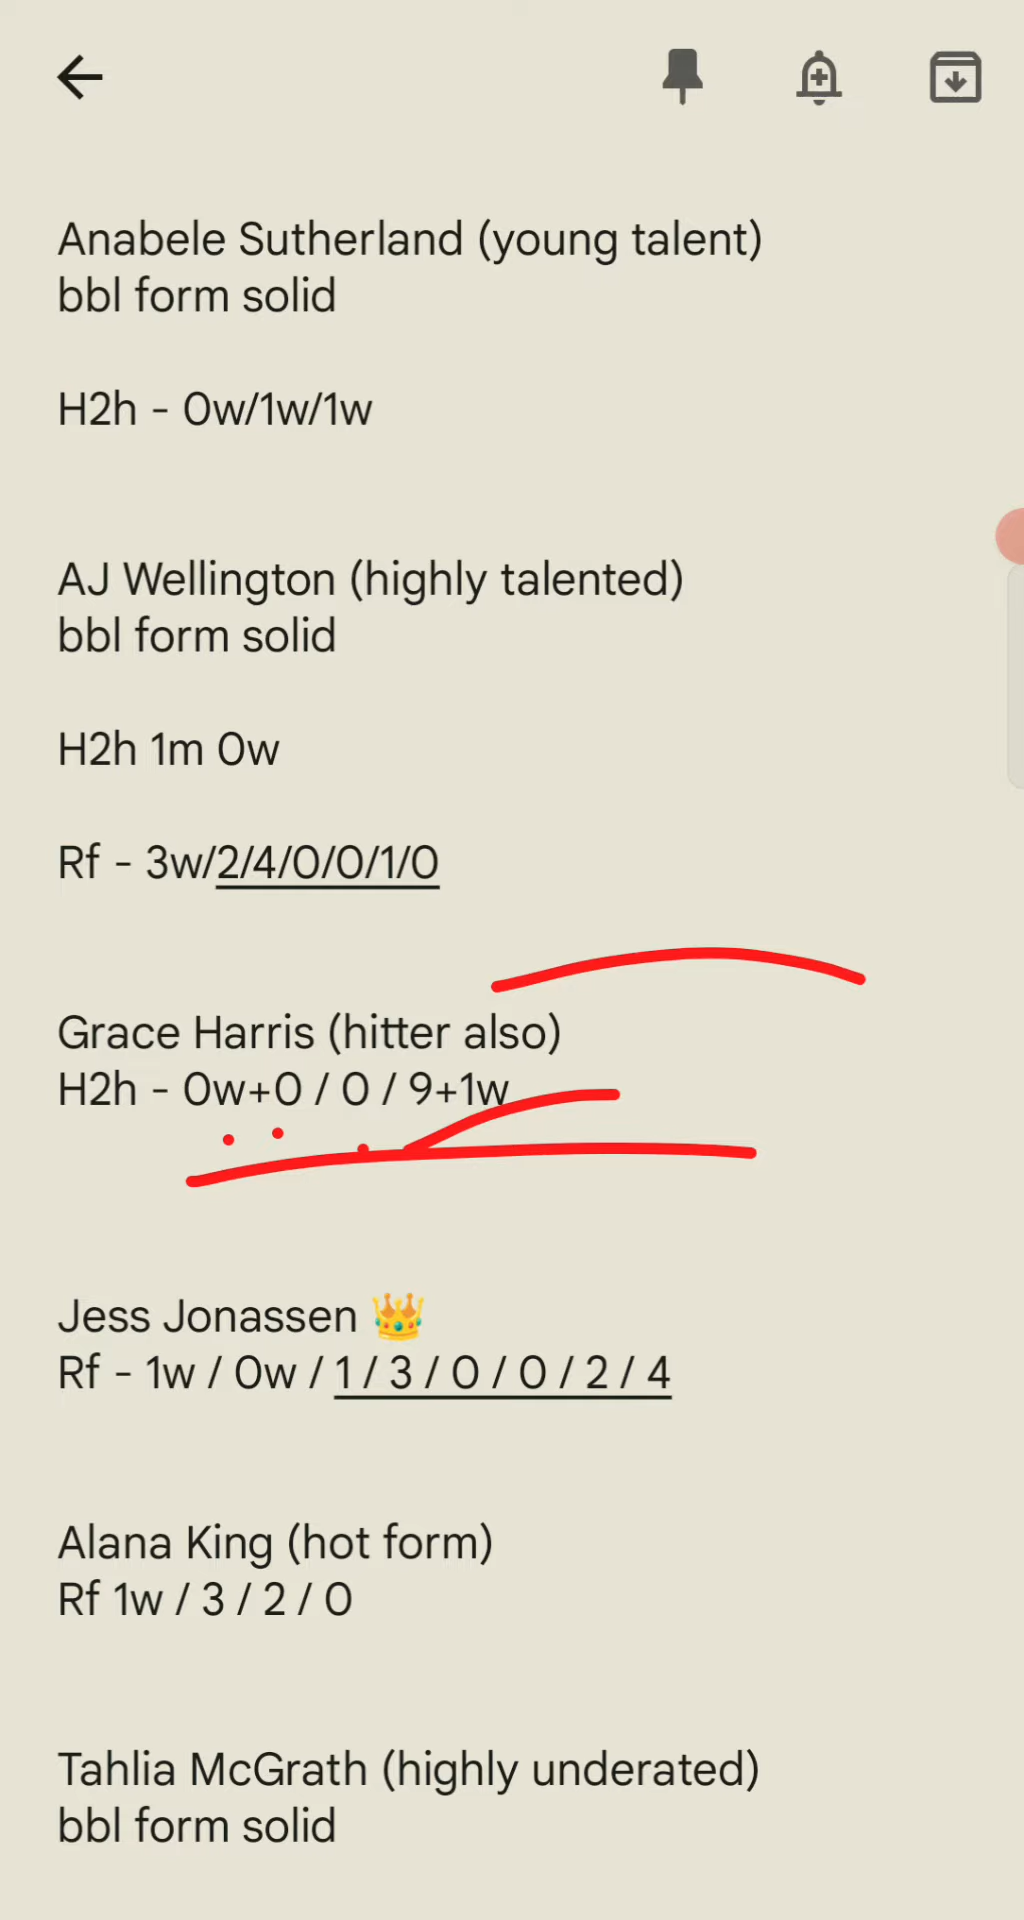 Anabele Sutherland (young talent)
bbl form solid
H2h - 0w/1w/1w
AJ Wellington (highly talented)
bbl form solid
H2h 1m 0w
Rf - 3w/2/4/0/0/1/0
Grace Harris (hitter also)
H2h - 0w+0 / 0 / 9+1w
Jess Jonassen 👑
Rf - 1w / 0w / 1 / 3 / 0 / 0 / 2 / 4
Alana King (hot form)
Rf 1w / 3 / 2 / 0
Tahlia McGrath (highly underated)
bbl form solid